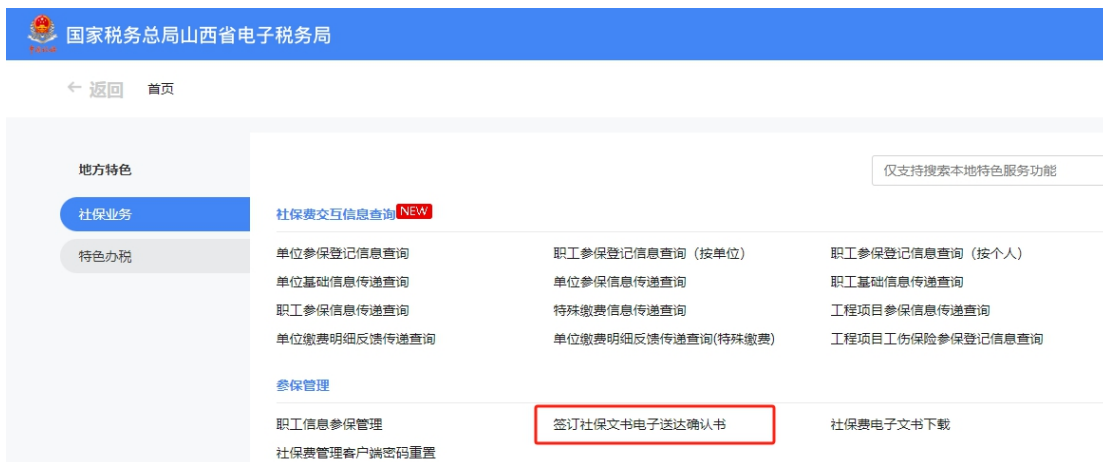 国家税务总局山西省电子税务局
← 返回 首页
地方特色
仅支持搜索本地特色服务功能
社保业务
社保费交互信息查询 NEW
特色办税
单位参保登记信息查询 职工参保登记信息查询（按单位） 职工参保登记信息查询（按个人）
单位基础信息传递查询 单位参保信息传递查询 职工基础信息传递查询
职工参保信息传递查询 特殊缴费信息传递查询 工程项目参保信息传递查询
单位缴费明细反馈传递查询 单位缴费明细反馈传递查询(特殊缴费) 工程项目工伤保险参保登记信息查询
参保管理
职工信息参保管理 签订社保文书电子送达确认书 社保费电子文书下载
社保费管理客户端密码重置